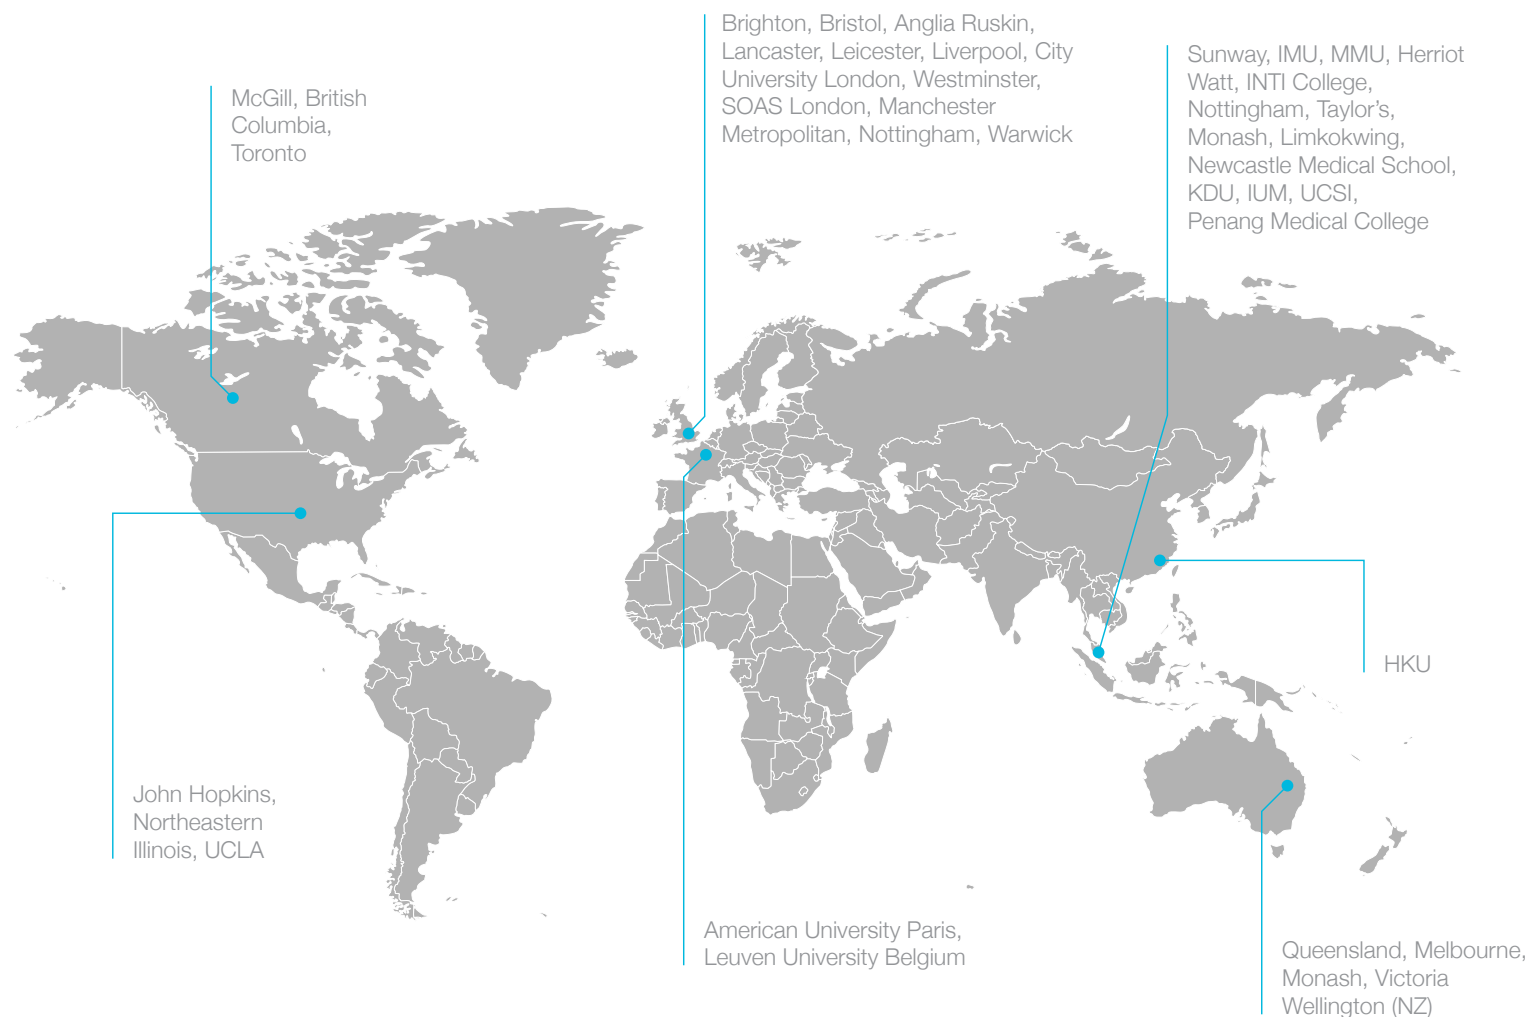 Brighton, Bristol, Anglia Ruskin,
Lancaster, Leicester, Liverpool, City
University London, Westminster,
SOAS London, Manchester
Metropolitan, Nottingham, Warwick
Sunway, IMU, MMU, Herriot
Watt, INTI College,
Nottingham, Taylor’s,
Monash, Limkokwing,
Newcastle Medical School,
KDU, IUM, UCSI,
Penang Medical College
McGill, British
Columbia,
Toronto
HKU
John Hopkins,
Northeastern
Illinois, UCLA
American University Paris,
Leuven University Belgium
Queensland, Melbourne,
Monash, Victoria
Wellington (NZ)